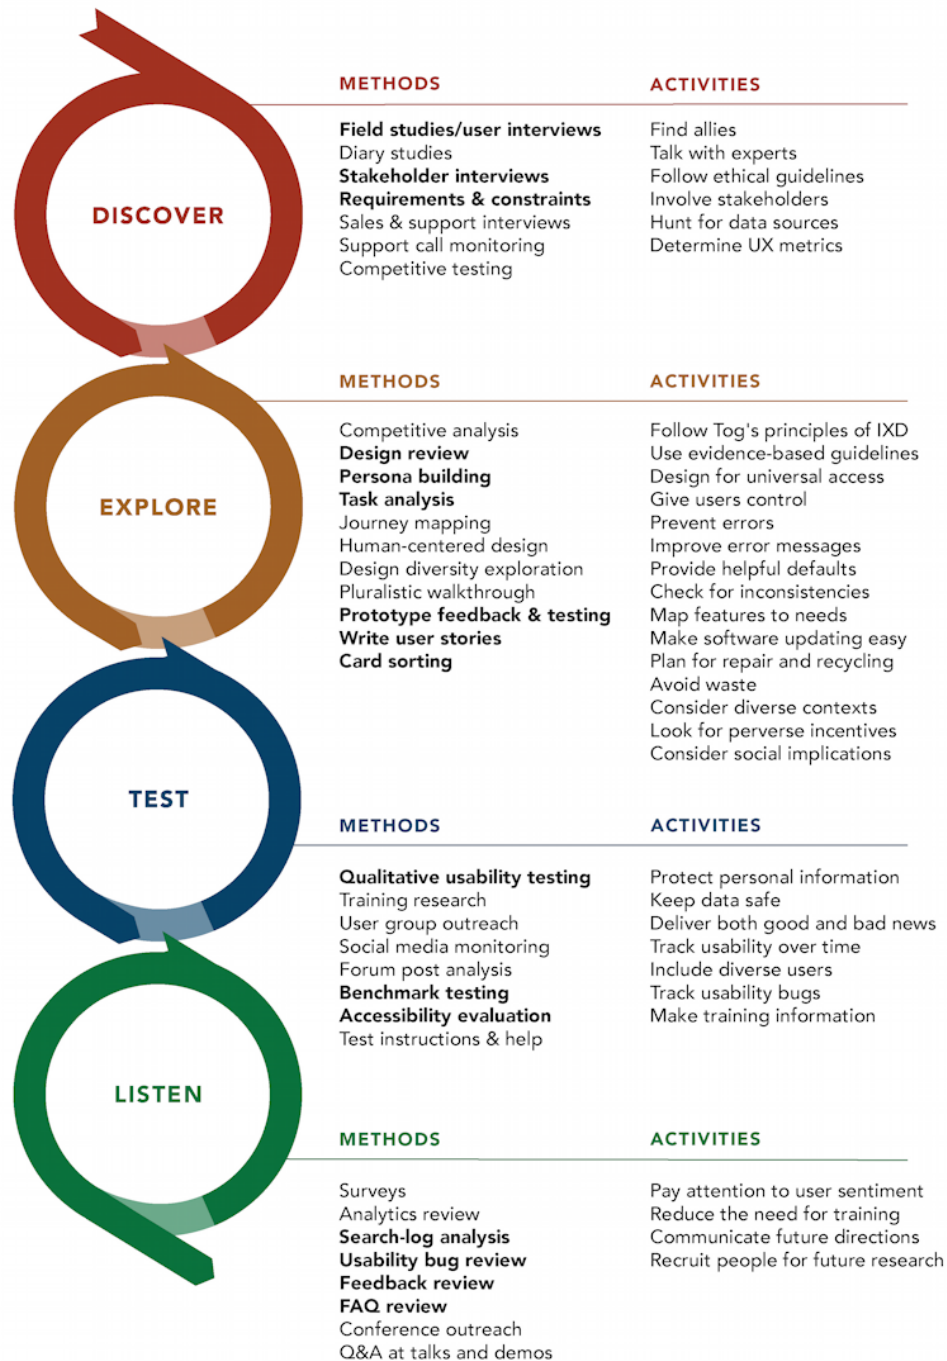 DISCOVER
METHODS
Field studies/user interviews
Diary studies
Stakeholder interviews
Requirements & constraints
Sales & support interviews
Support call monitoring
Competitive testing
ACTIVITIES
Find allies
Talk with experts
Follow ethical guidelines
Involve stakeholders
Hunt for data sources
Determine UX metrics
EXPLORE
METHODS
Competitive analysis
Design review
Persona building
Task analysis
Journey mapping
Human-centered design
Design diversity exploration
Pluralistic walkthrough
Prototype feedback & testing
Write user stories
Card sorting
ACTIVITIES
Follow Tog's principles of IXD
Use evidence-based guidelines
Design for universal access
Give users control
Prevent errors
Improve error messages
Provide helpful defaults
Check for inconsistencies
Map features to needs
Make software updating easy
Plan for repair and recycling
Avoid waste
Consider diverse contexts
Look for perverse incentives
Consider social implications
TEST
METHODS
Qualitative usability testing
Training research
User group outreach
Social media monitoring
Forum post analysis
Benchmark testing
Accessibility evaluation
Test instructions & help
ACTIVITIES
Protect personal information
Keep data safe
Deliver both good and bad news
Track usability over time
Include diverse users
Track usability bugs
Make training information
LISTEN
METHODS
Surveys
Analytics review
Search-log analysis
Usability bug review
Feedback review
FAQ review
Conference outreach
Q&A at talks and demos
ACTIVITIES
Pay attention to user sentiment
Reduce the need for training
Communicate future directions
Recruit people for future research